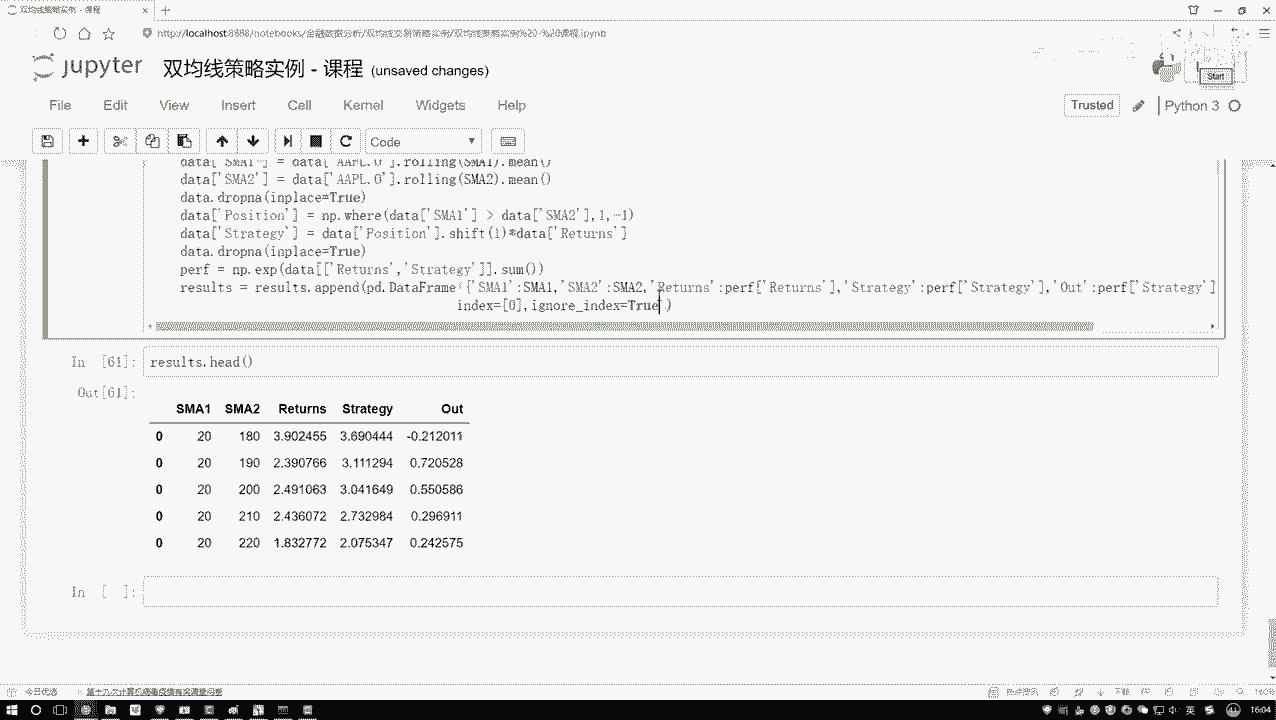 双均线策略实例 - 课程
http://localhost:8888/notebooks/金融数据分析/双均线交易策略实例/双均线策略实例%20-%20课程.ipynb
jupyter 双均线策略实例 - 课程 (unsaved changes)
Start
File Edit View Insert Cell Kernel Widgets Help
Trusted Python 3
Code
data['SMA1'] = data['AAPL.O'].rolling(SMA1).mean()
data['SMA2'] = data['AAPL.O'].rolling(SMA2).mean()
data.dropna(inplace=True)
data['Position'] = np.where(data['SMA1'] > data['SMA2'],1,-1)
data['Strategy'] = data['Position'].shift(1)*data['Returns']
data.dropna(inplace=True)
perf = np.exp(data[['Returns','Strategy']].sum())
results = results.append(pd.DataFrame({'SMA1':SMA1,'SMA2':SMA2,'Returns':perf['Returns'],'Strategy':perf['Strategy'],'Out':perf['Strategy']
index=[0],ignore_index=True )
In [61]: results.head()
Out[61]:
SMA1 SMA2 Returns Strategy Out
0 20 180 3.902455 3.690444 -0.212011
0 20 190 2.390766 3.111294 0.720528
0 20 200 2.491063 3.041649 0.550586
0 20 210 2.436072 2.732984 0.296911
0 20 220 1.832772 2.075347 0.242575
In [ ]:
今日优选
下载
160%
英
16:04